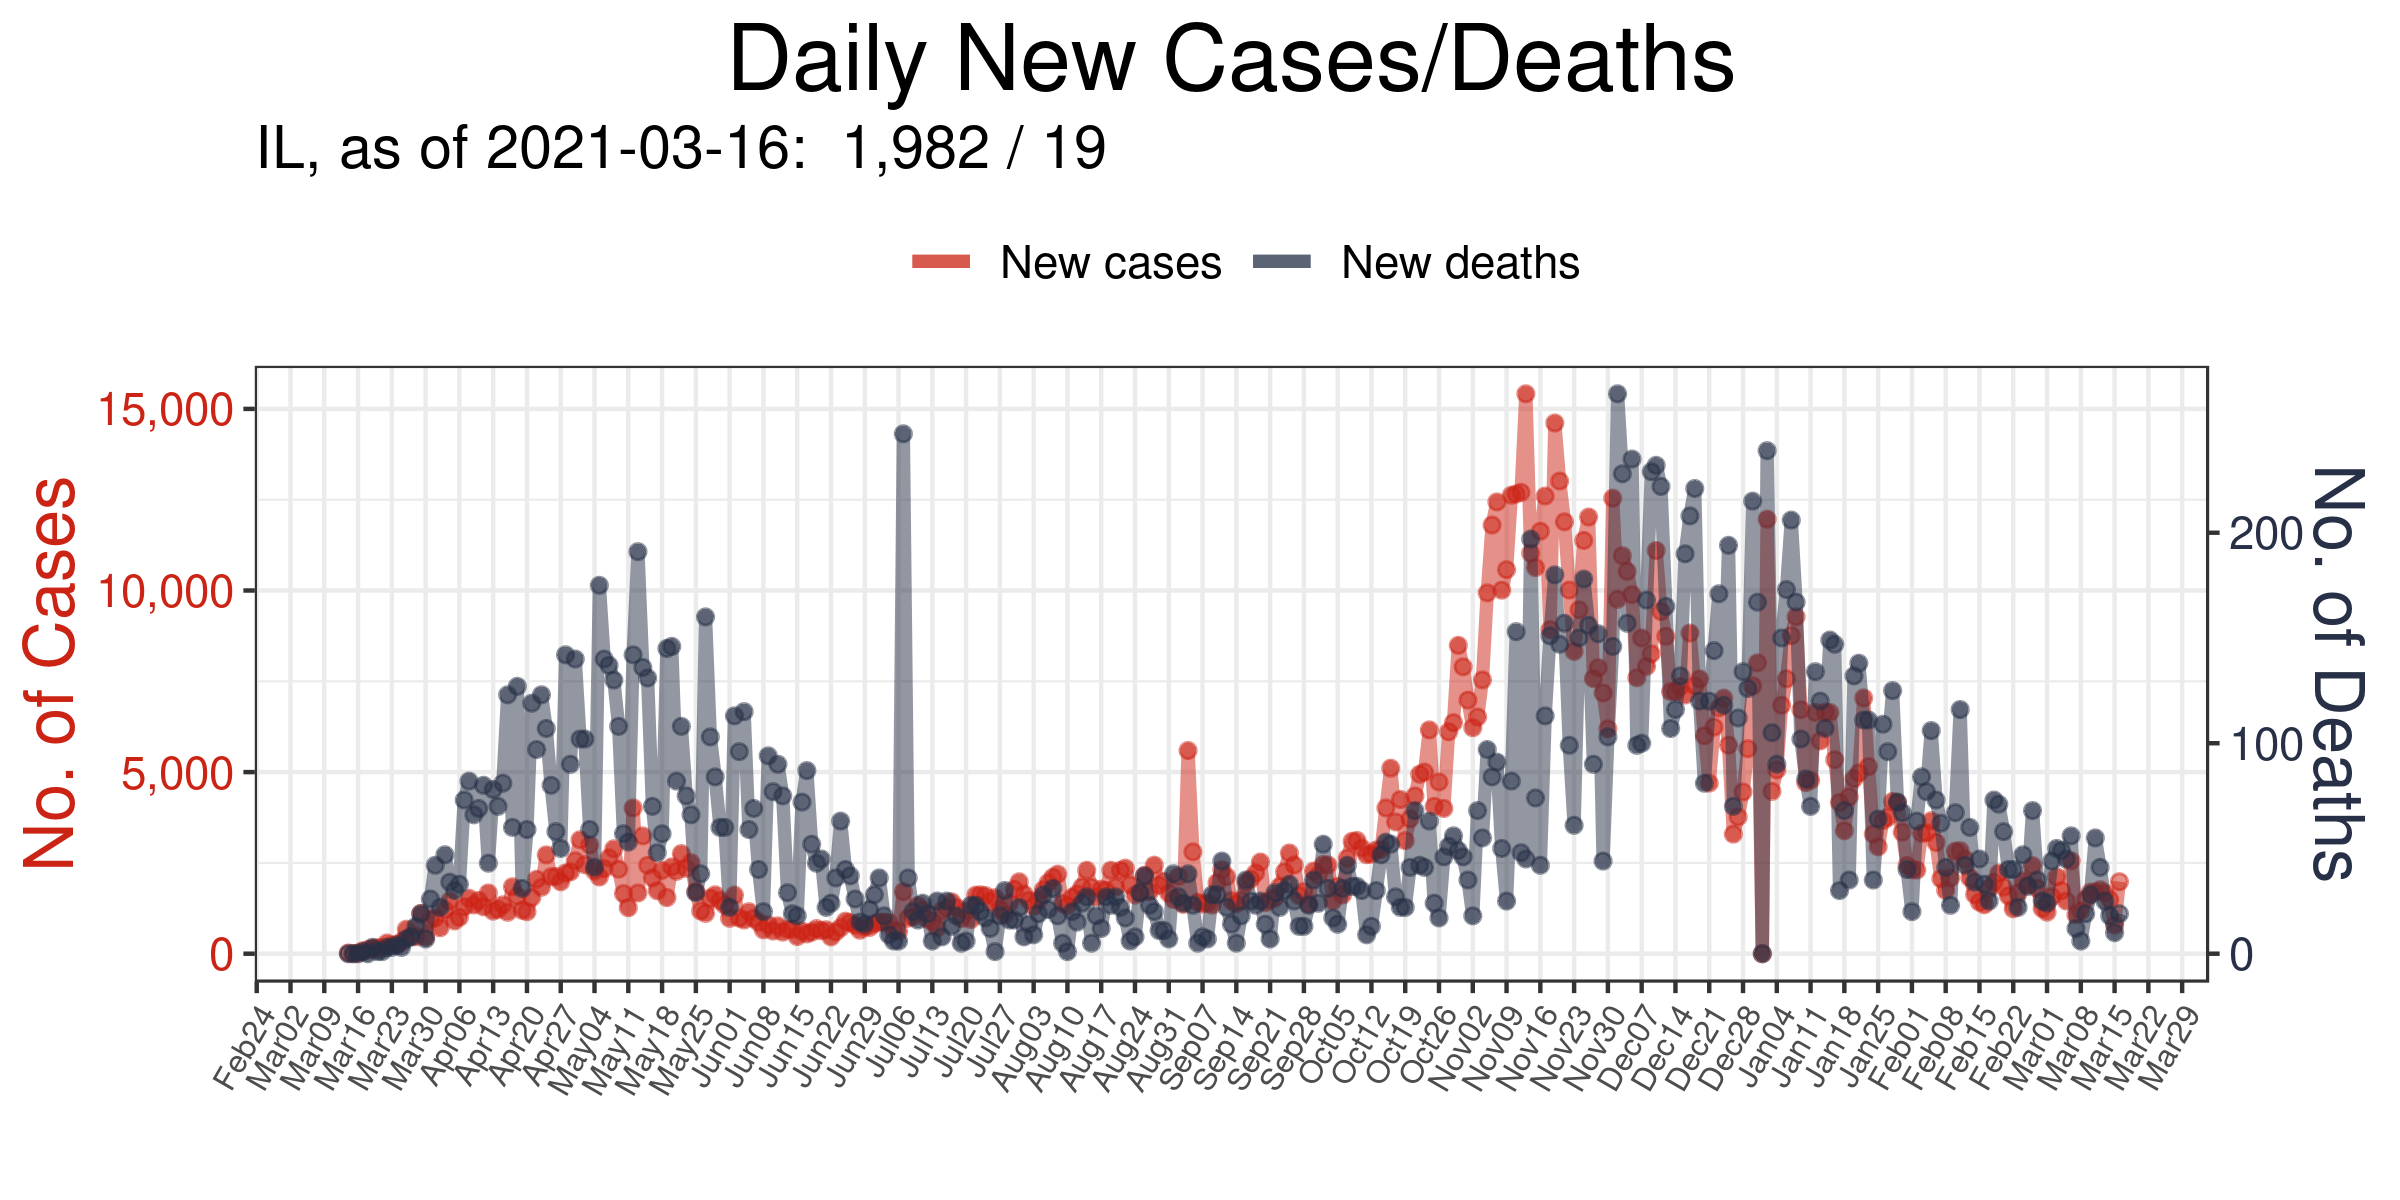 Daily New Cases/Deaths
IL, as of 2021-03-16:  1,982 / 19
New cases New deaths
No. of Cases
15,000
10,000
5,000
0
200
100
0
No. of Deaths
Feb24 Mar02 Mar09 Mar16 Mar23 Mar30 Apr06 Apr13 Apr20 Apr27 May04 May11 May18 May25 Jun01 Jun08 Jun15 Jun22 Jun29 Jul06 Jul13 Jul20 Jul27 Aug03 Aug10 Aug17 Aug24 Aug31 Sep07 Sep14 Sep21 Sep28 Oct05 Oct12 Oct19 Oct26 Nov02 Nov09 Nov16 Nov23 Nov30 Dec07 Dec14 Dec21 Dec28 Jan04 Jan11 Jan18 Jan25 Feb01 Feb08 Feb15 Feb22 Mar01 Mar08 Mar15 Mar22 Mar29